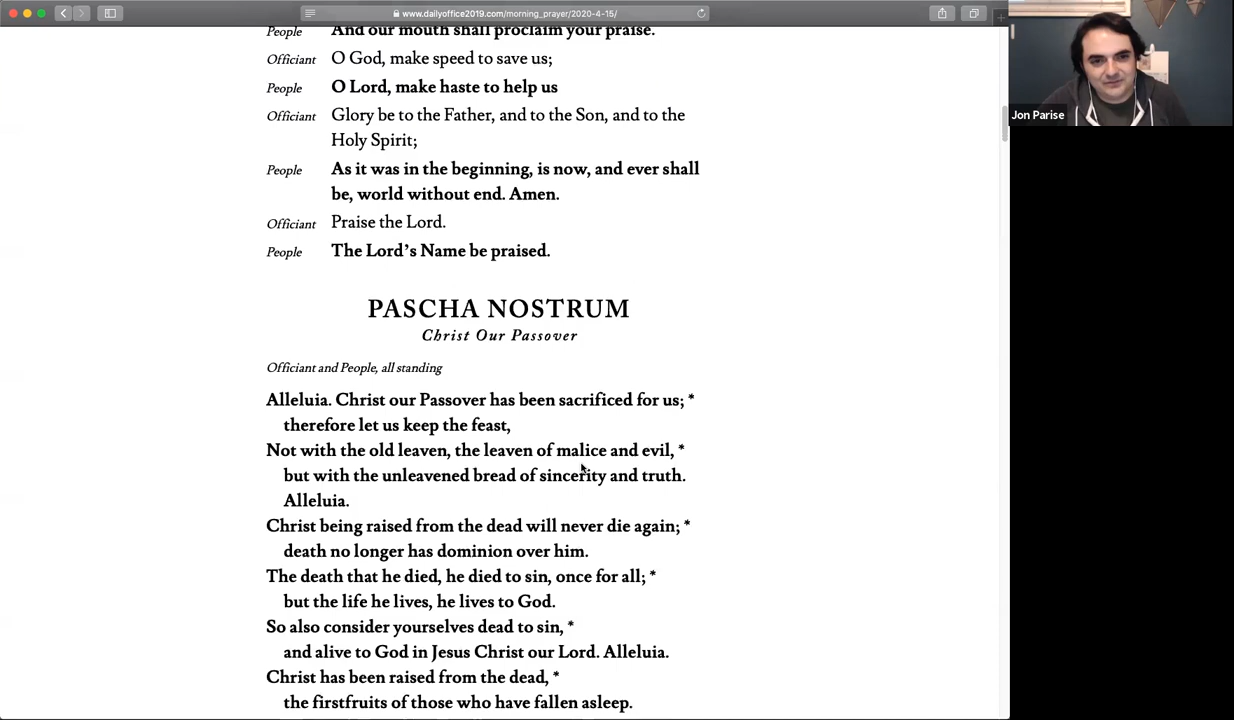 www.dailyoffice2019.com/morning_prayer/2020-4-15/
People And our mouth shall proclaim your praise.
Officiant O God, make speed to save us;
People O Lord, make haste to help us
Officiant Glory be to the Father, and to the Son, and to the
Holy Spirit;
People As it was in the beginning, is now, and ever shall
be, world without end. Amen.
Officiant Praise the Lord.
People The Lord’s Name be praised.
PASCHA NOSTRUM
Christ Our Passover
Officiant and People, all standing
Alleluia. Christ our Passover has been sacrificed for us; *
therefore let us keep the feast,
Not with the old leaven, the leaven of malice and evil, *
but with the unleavened bread of sincerity and truth.
Alleluia.
Christ being raised from the dead will never die again; *
death no longer has dominion over him.
The death that he died, he died to sin, once for all; *
but the life he lives, he lives to God.
So also consider yourselves dead to sin, *
and alive to God in Jesus Christ our Lord. Alleluia.
Christ has been raised from the dead, *
the firstfruits of those who have fallen asleep.
Jon Parise